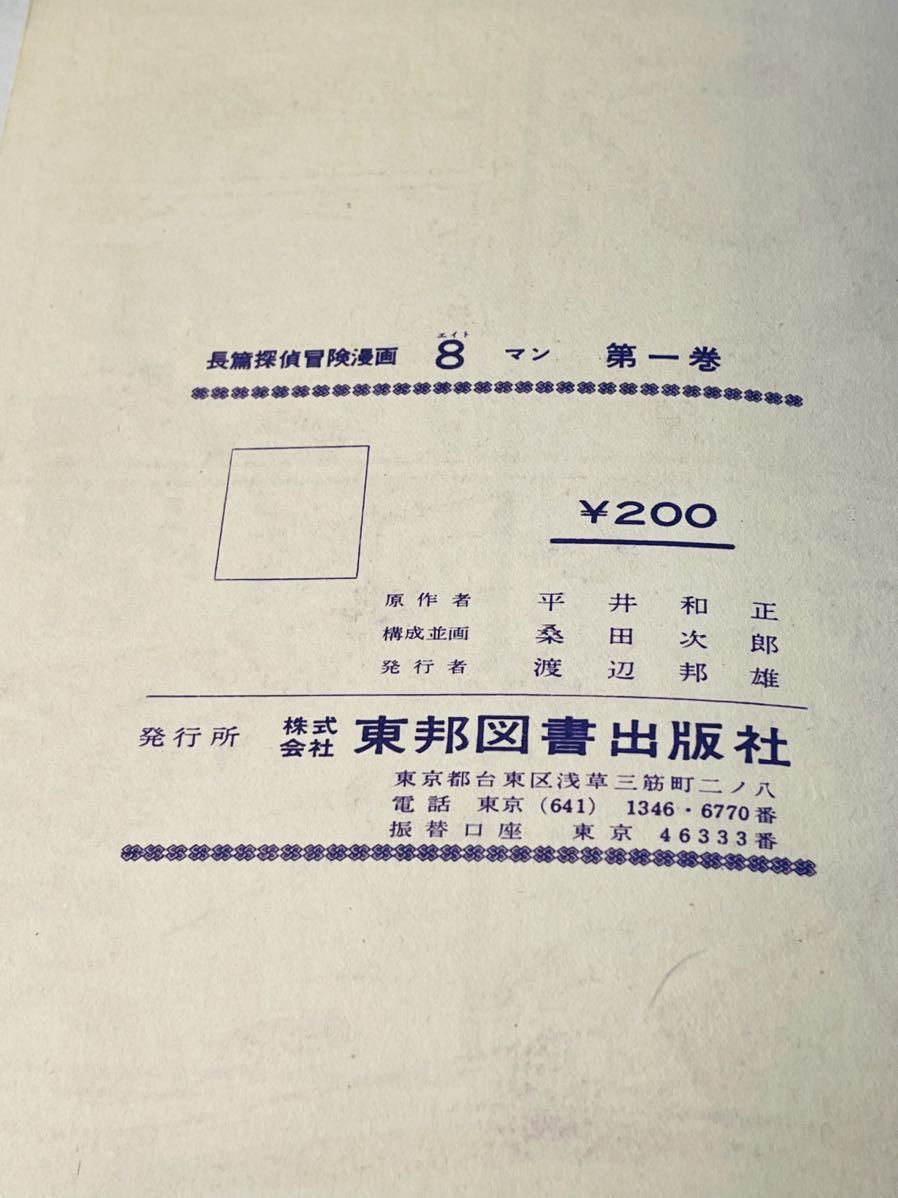 長篇探偵冒険漫画 8 マン 第一巻
エイト
¥200
原作者 平井和正
構成並画 桑田次郎
発行者 渡辺邦雄
発行所 株式会社 東邦図書出版社
東京都台東区浅草三筋町二ノ八
電話 東京(641) 1346・6770番
振替口座 東京 46333番